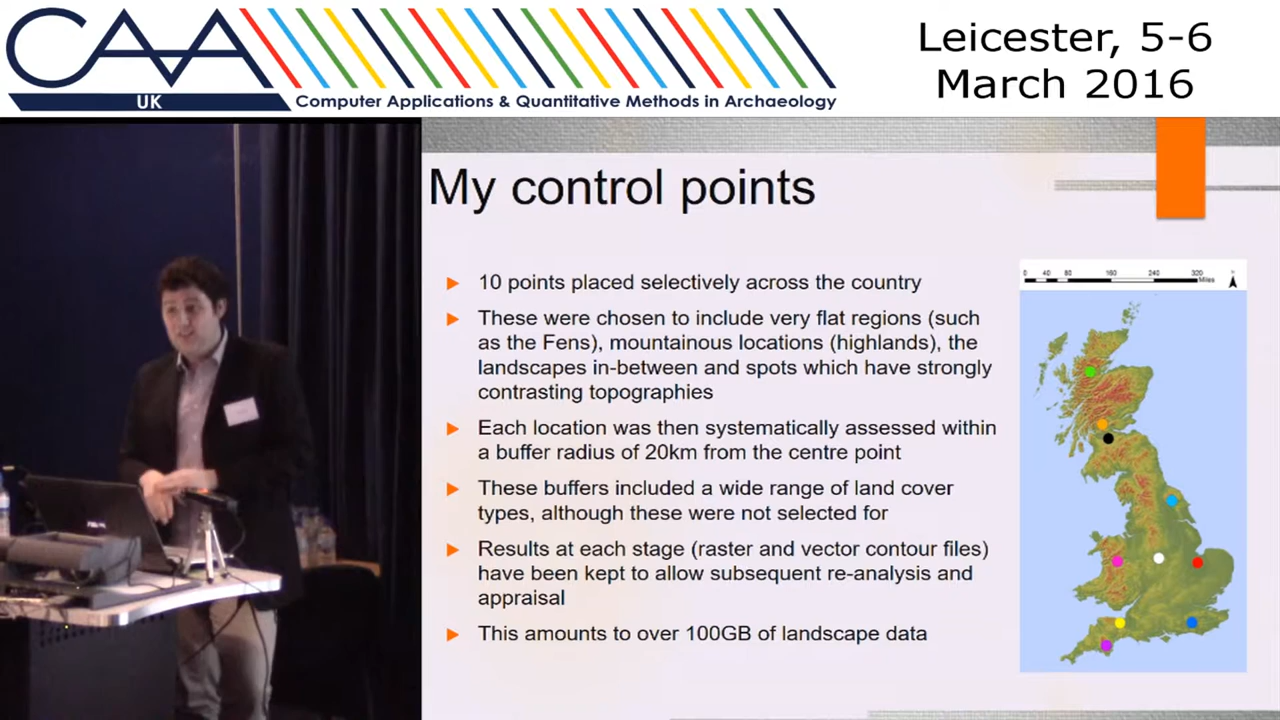 CAA
UK
Computer Applications & Quantitative Methods in Archaeology
Leicester, 5-6
March 2016
My control points
10 points placed selectively across the country
These were chosen to include very flat regions (such
as the Fens), mountainous locations (highlands), the
landscapes in-between and spots which have strongly
contrasting topographies
Each location was then systematically assessed within
a buffer radius of 20km from the centre point
These buffers included a wide range of land cover
types, although these were not selected for
Results at each stage (raster and vector contour files)
have been kept to allow subsequent re-analysis and
appraisal
This amounts to over 100GB of landscape data
0 40 80 160 240 320
Miles